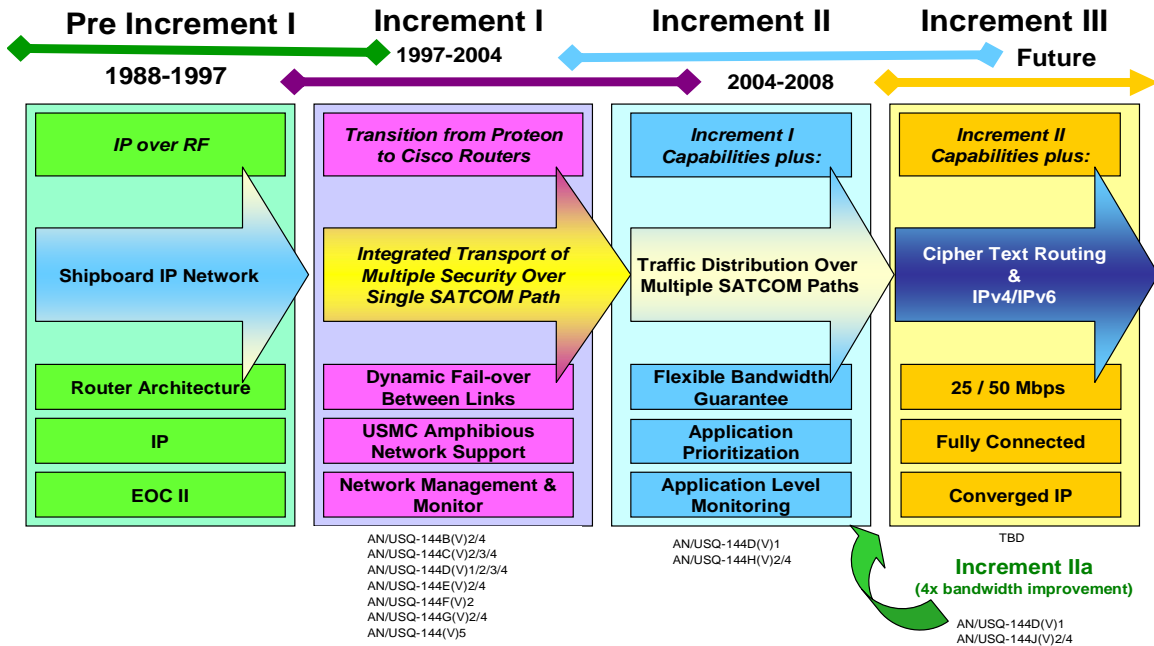 Pre Increment I
1988-1997
IP over RF
Shipboard IP Network
Router Architecture
IP
EOC II
Increment I
1997-2004
Transition from Proteon
to Cisco Routers
Integrated Transport of
Multiple Security Over
Single SATCOM Path
Dynamic Fail-over
Between Links
USMC Amphibious
Network Support
Network Management &
Monitor
AN/USQ-144B(V)2/4
AN/USQ-144C(V)2/3/4
AN/USQ-144D(V)1/2/3/4
AN/USQ-144E(V)2/4
AN/USQ-144F(V)2
AN/USQ-144G(V)2/4
AN/USQ-144(V)5
Increment II
2004-2008
Increment I
Capabilities plus:
Traffic Distribution Over
Multiple SATCOM Paths
Flexible Bandwidth
Guarantee
Application
Prioritization
Application Level
Monitoring
AN/USQ-144D(V)1
AN/USQ-144H(V)2/4
Increment III
Future
Increment II
Capabilities plus:
Cipher Text Routing
&
IPv4/IPv6
25 / 50 Mbps
Fully Connected
Converged IP
TBD
Increment IIa
(4x bandwidth improvement)
AN/USQ-144D(V)1
AN/USQ-144J(V)2/4